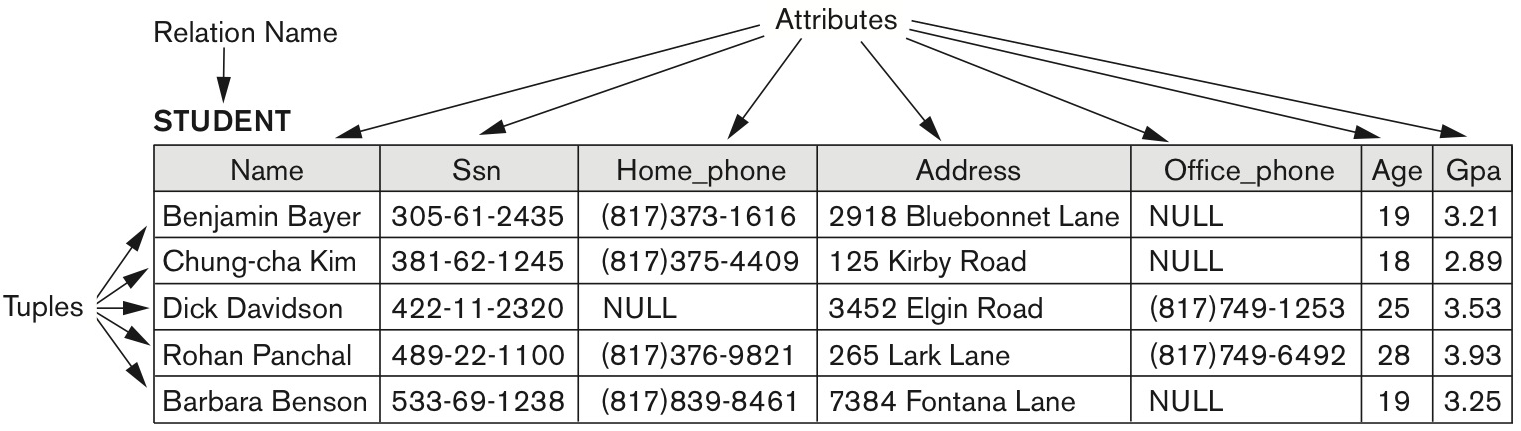 Attributes
Relation Name
STUDENT
Name Ssn Home_phone Address Office_phone Age Gpa
Benjamin Bayer 305-61-2435 (817)373-1616 2918 Bluebonnet Lane NULL 19 3.21
Chung-cha Kim 381-62-1245 (817)375-4409 125 Kirby Road NULL 18 2.89
Tuples Dick Davidson 422-11-2320 NULL 3452 Elgin Road (817)749-1253 25 3.53
Rohan Panchal 489-22-1100 (817)376-9821 265 Lark Lane (817)749-6492 28 3.93
Barbara Benson 533-69-1238 (817)839-8461 7384 Fontana Lane NULL 19 3.25